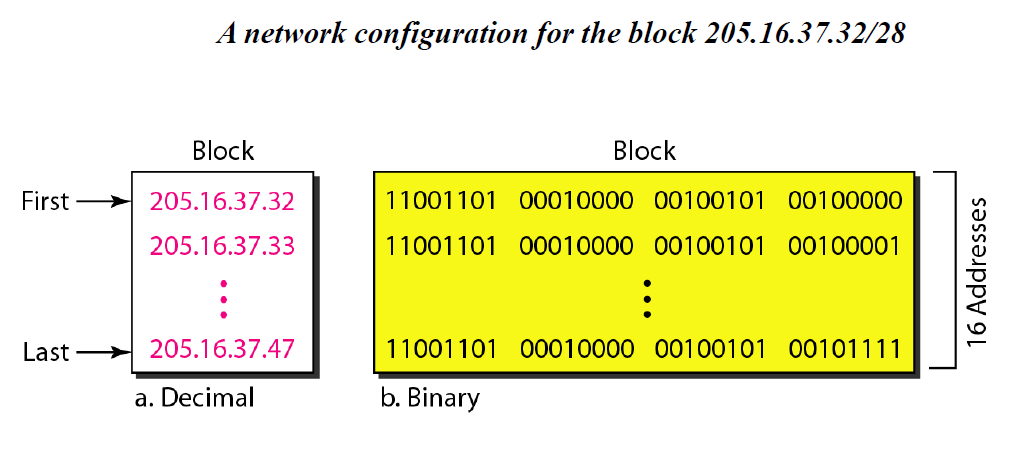 A network configuration for the block 205.16.37.32/28
Block
Block
First
205.16.37.32
11001101 00010000 00100101 00100000
205.16.37.33
11001101 00010000 00100101 00100001
Last
205.16.37.47
11001101 00010000 00100101 00101111
16 Addresses
a. Decimal
b. Binary